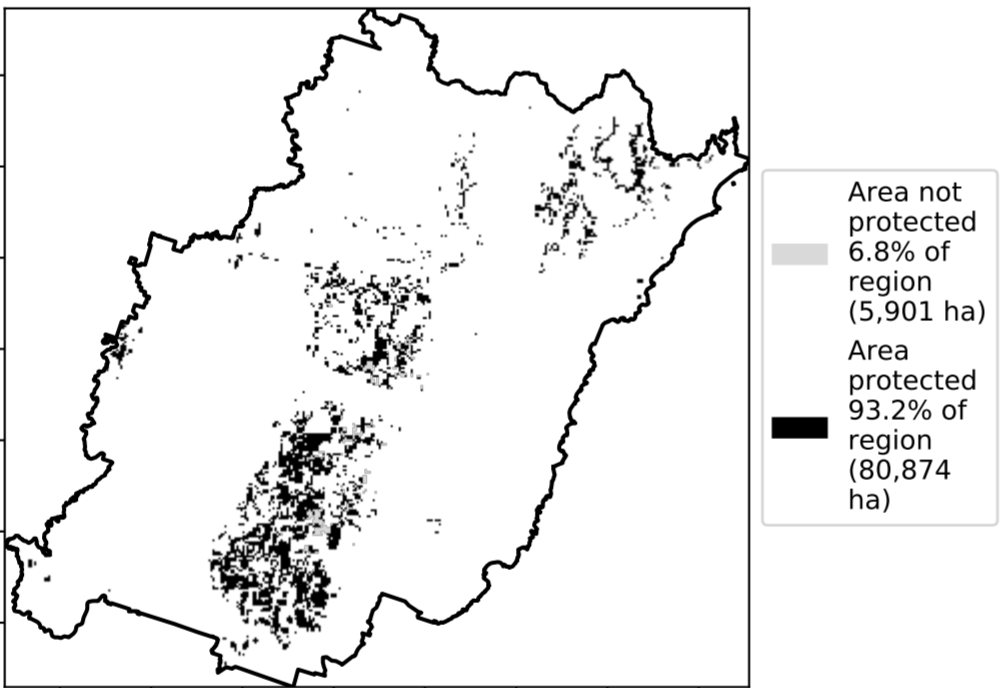 Area not
protected
6.8% of
region
(5,901 ha)
Area
protected
93.2% of
region
(80,874
ha)